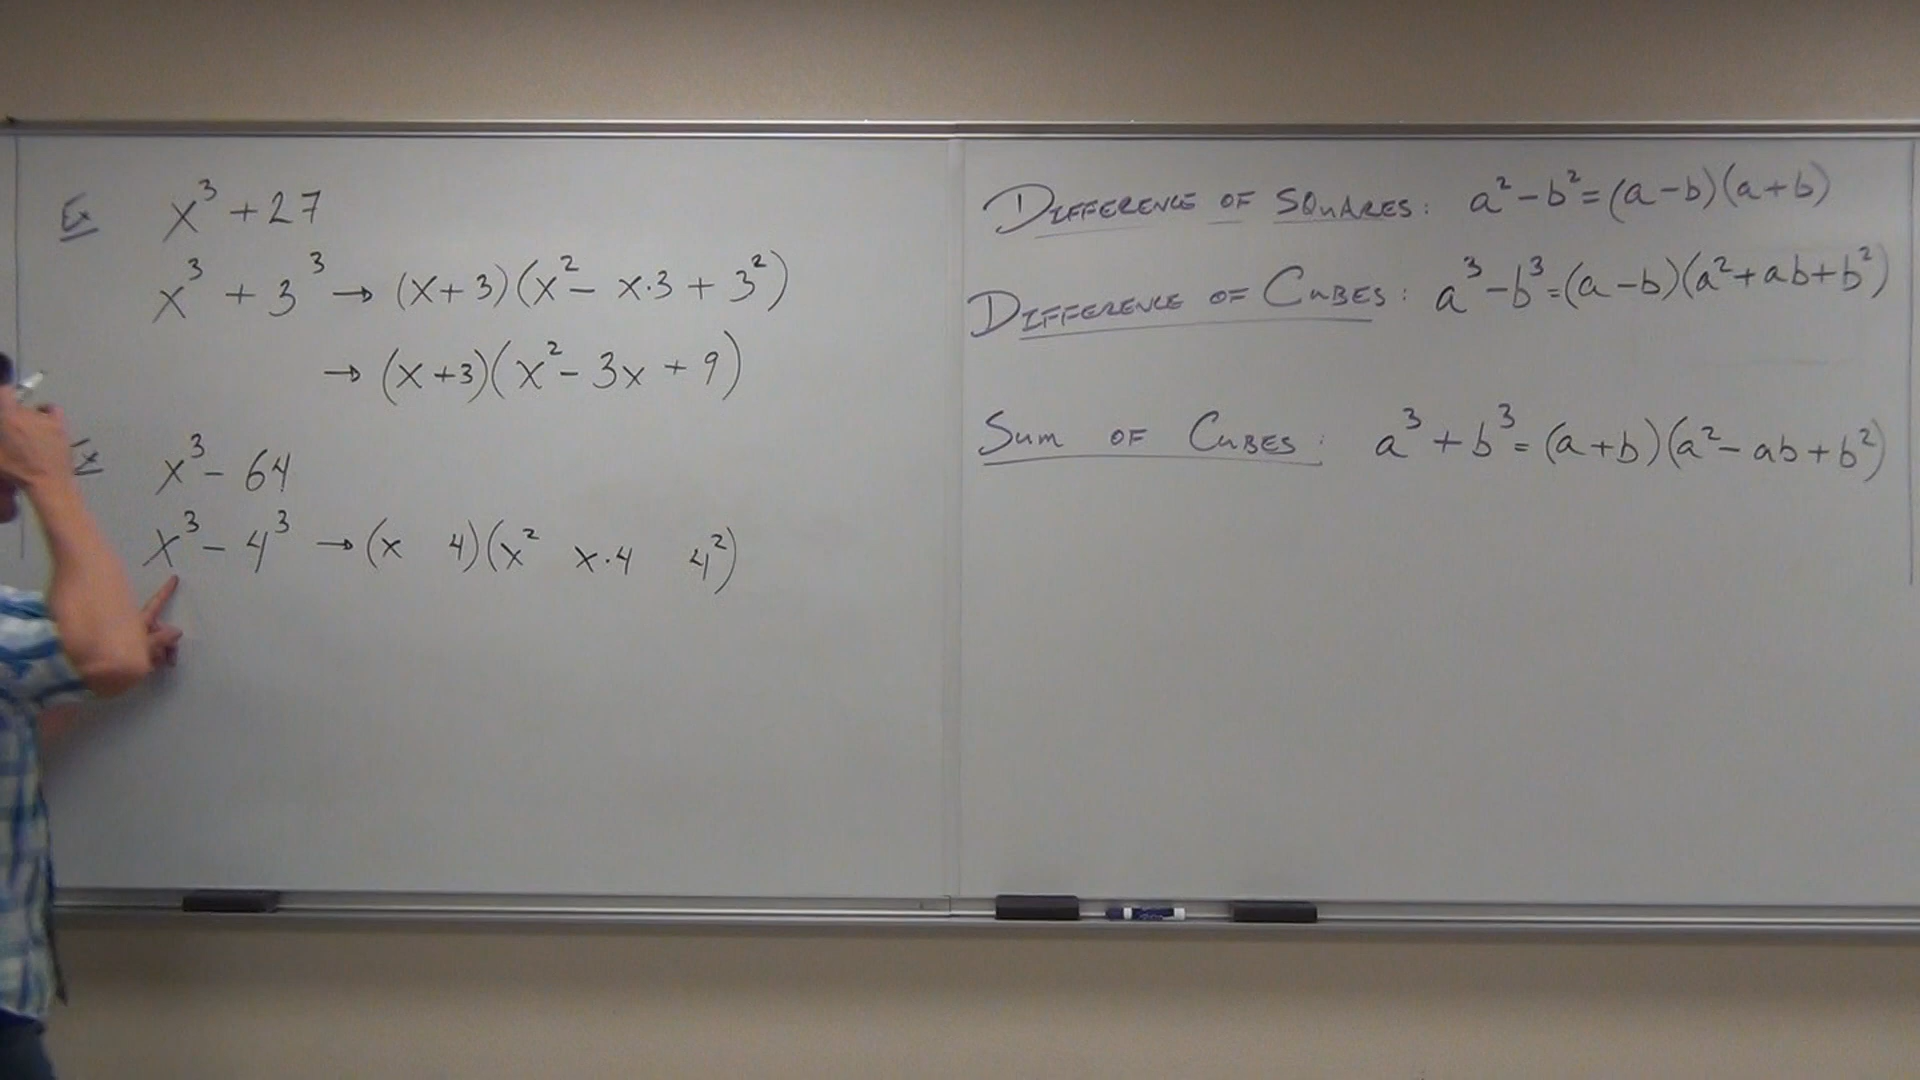 Ex x³ + 27
x³ + 3³ → (x+3)(x² - x·3 + 3²)
→ (x+3)(x² - 3x + 9)
Ex x³ - 64
x³ - 4³ → (x 4)(x² x·4 4²)
DIFFERENCE OF SQUARES: a² - b² = (a-b)(a+b)
DIFFERENCE OF CUBES: a³ - b³ = (a-b)(a² + ab + b²)
SUM OF CUBES: a³ + b³ = (a+b)(a² - ab + b²)